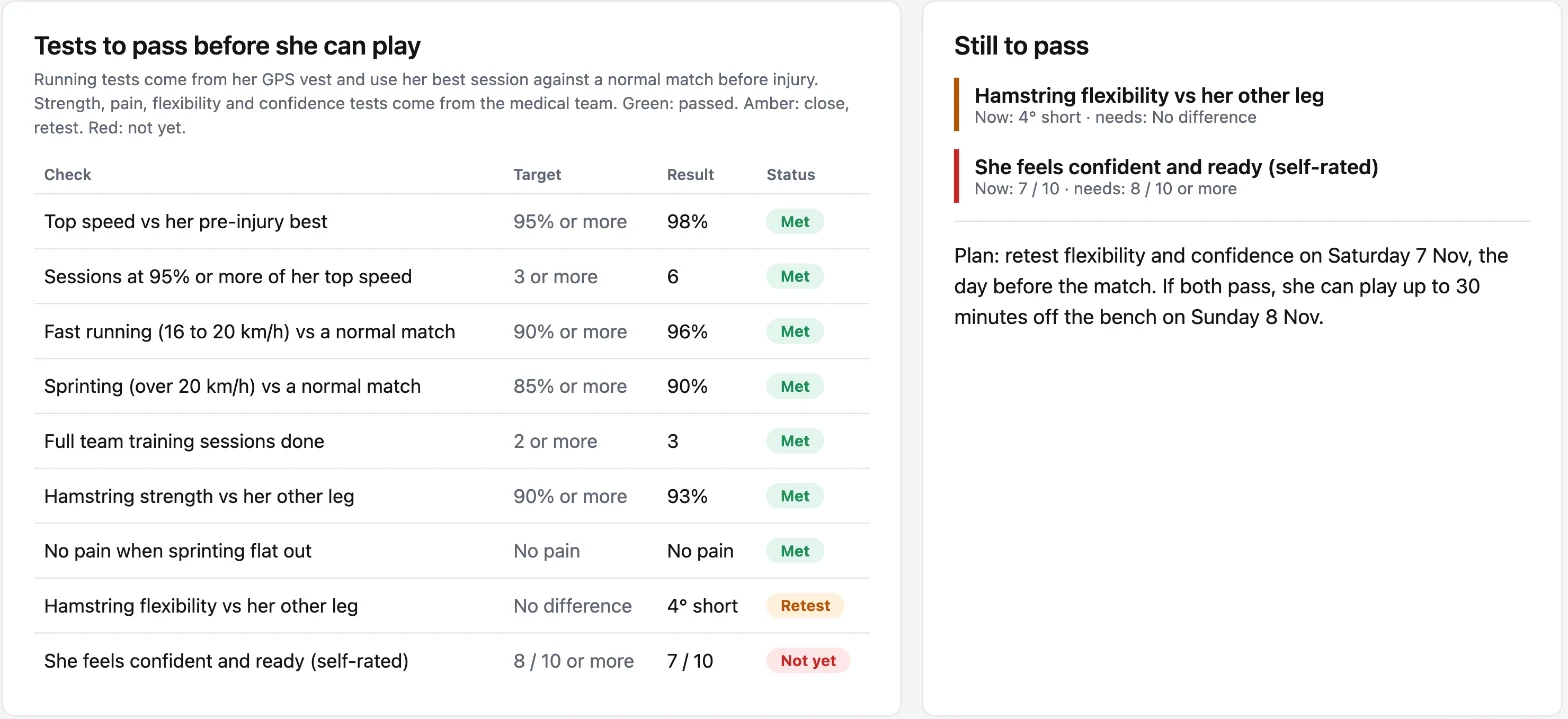 Tests to pass before she can play
Running tests come from her GPS vest and use her best session against a normal match before injury.
Strength, pain, flexibility and confidence tests come from the medical team. Green: passed. Amber: close,
retest. Red: not yet.
Check Target Result Status
Top speed vs her pre-injury best 95% or more 98% Met
Sessions at 95% or more of her top speed 3 or more 6 Met
Fast running (16 to 20 km/h) vs a normal match 90% or more 96% Met
Sprinting (over 20 km/h) vs a normal match 85% or more 90% Met
Full team training sessions done 2 or more 3 Met
Hamstring strength vs her other leg 90% or more 93% Met
No pain when sprinting flat out No pain No pain Met
Hamstring flexibility vs her other leg No difference 4° short Retest
She feels confident and ready (self-rated) 8 / 10 or more 7 / 10 Not yet
Still to pass
Hamstring flexibility vs her other leg
Now: 4° short · needs: No difference
She feels confident and ready (self-rated)
Now: 7 / 10 · needs: 8 / 10 or more
Plan: retest flexibility and confidence on Saturday 7 Nov, the
day before the match. If both pass, she can play up to 30
minutes off the bench on Sunday 8 Nov.